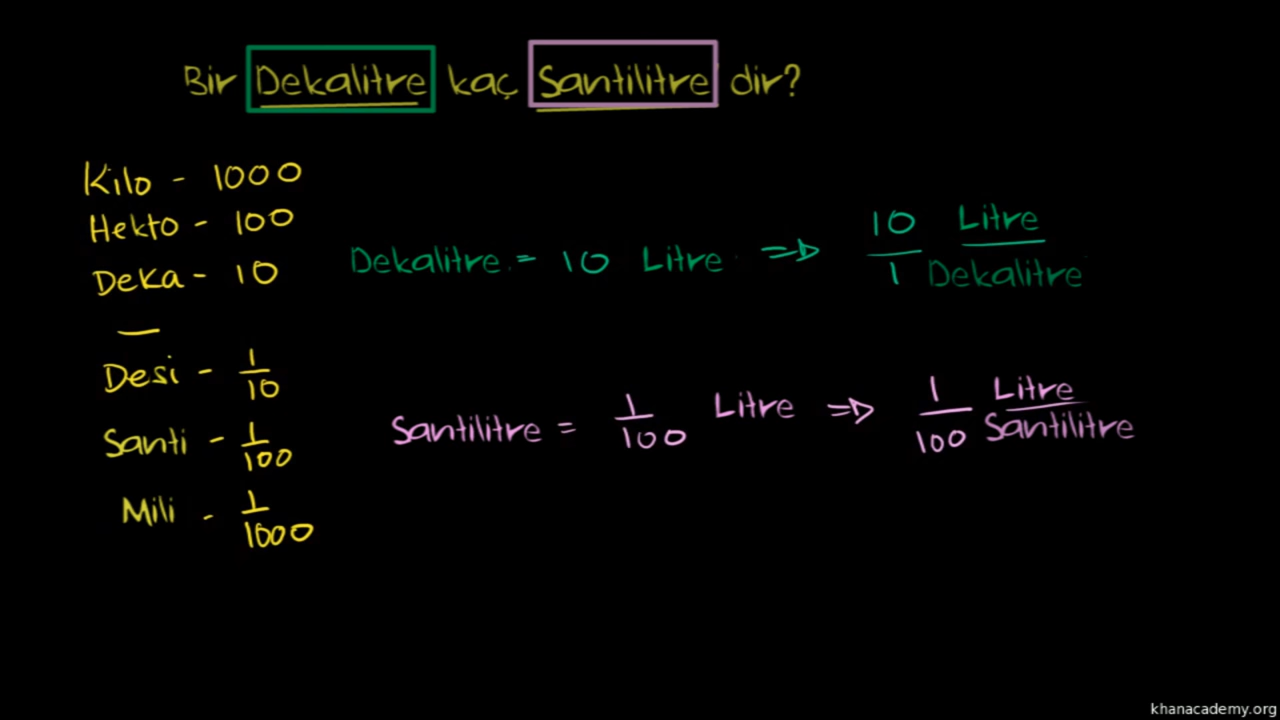 Bir Dekalitre kaç Santilitre dir?
Kilo - 1000
Hekto - 100
Deka - 10
Desi - 1/10
Santi - 1/100
Mili - 1/1000
Dekalitre = 10 Litre ⇒ 10/1 Litre/Dekalitre
Santilitre = 1/100 Litre ⇒ 1/100 Litre/Santilitre
khanacademy.org